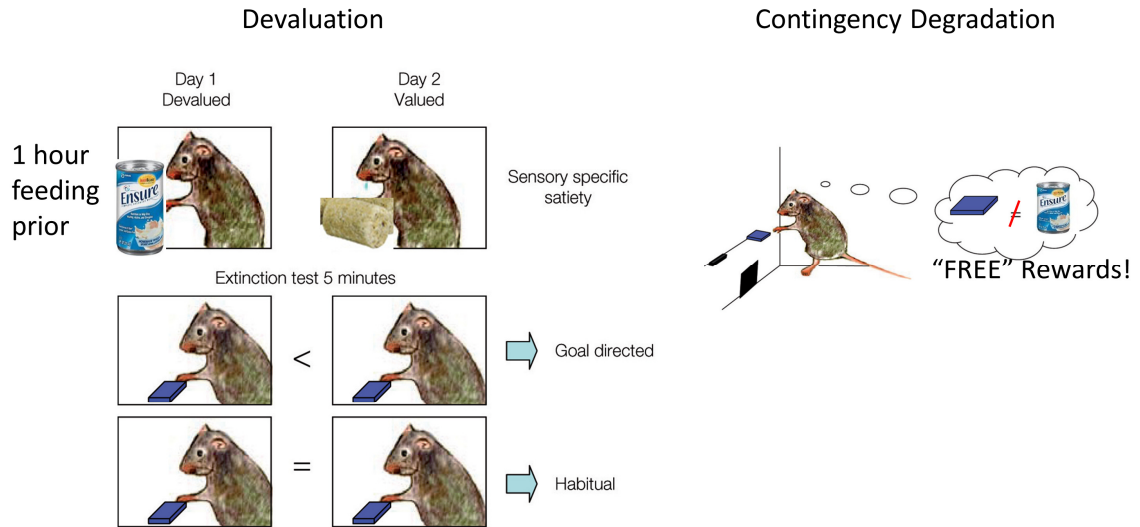 Devaluation
Contingency Degradation
Day 1
Devalued
Day 2
Valued
1 hour
feeding
prior
Ensure
Sensory specific
satiety
Ensure
=
"FREE" Rewards!
Extinction test 5 minutes
<
Goal directed
=
Habitual